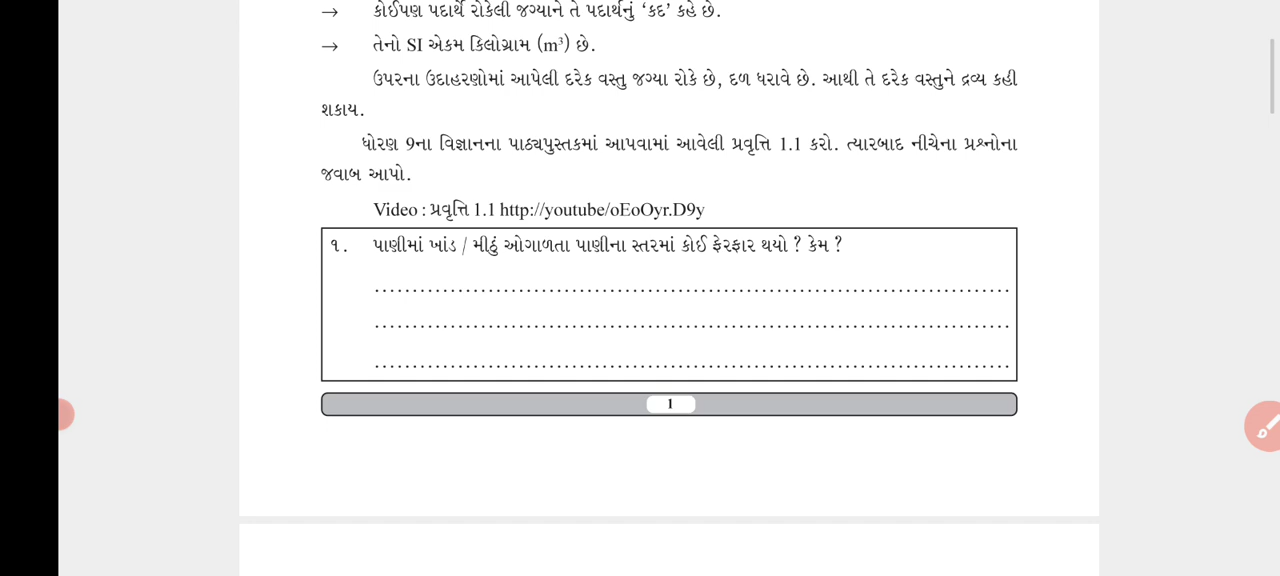 → કોઈપણ પદાર્થે રોકેલી જગ્યાને તે પદાર્થનું ‘કદ’ કહે છે.
→ તેનો SI એકમ કિલોગ્રામ (m³) છે.
ઉપરના ઉદાહરણોમાં આપેલી દરેક વસ્તુ જગ્યા રોકે છે, દળ ધરાવે છે. આથી તે દરેક વસ્તુને દ્રવ્ય કહી
શકાય.
ધોરણ 9ના વિજ્ઞાનના પાઠ્યપુસ્તકમાં આપવામાં આવેલી પ્રવૃત્તિ 1.1 કરો. ત્યારબાદ નીચેના પ્રશ્નોના
જવાબ આપો.
Video : પ્રવૃત્તિ 1.1 http://youtube/oEoOyr.D9y
૧. પાણીમાં ખાંડ / મીઠું ઓગાળતા પાણીના સ્તરમાં કોઈ ફેરફાર થયો ? કેમ ?
1